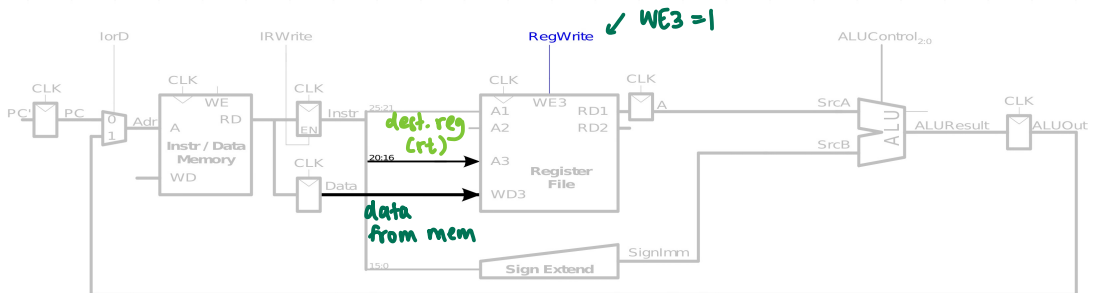 WE3 =1
IorD
IRWrite
RegWrite
ALUControl2:0
CLK
CLK
CLK
CLK
CLK
CLK
CLK
PC'
PC
0
1
Adr
WE
A
RD
Instr / Data
Memory
WD
EN
Instr
Data
25:21
dest. reg
(rt)
20:16
data
from mem
15:0
A1
A2
A3
WD3
WE3
RD1
RD2
Register
File
A
Sign Extend
SignImm
SrcA
SrcB
ALU
ALUResult
ALUOut